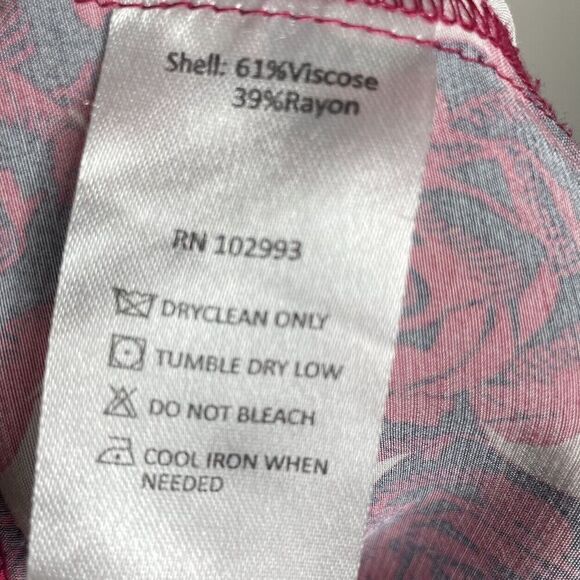 Shell: 61%Viscose
39%Rayon
RN 102993
DRYCLEAN ONLY
TUMBLE DRY LOW
DO NOT BLEACH
COOL IRON WHEN
NEEDED